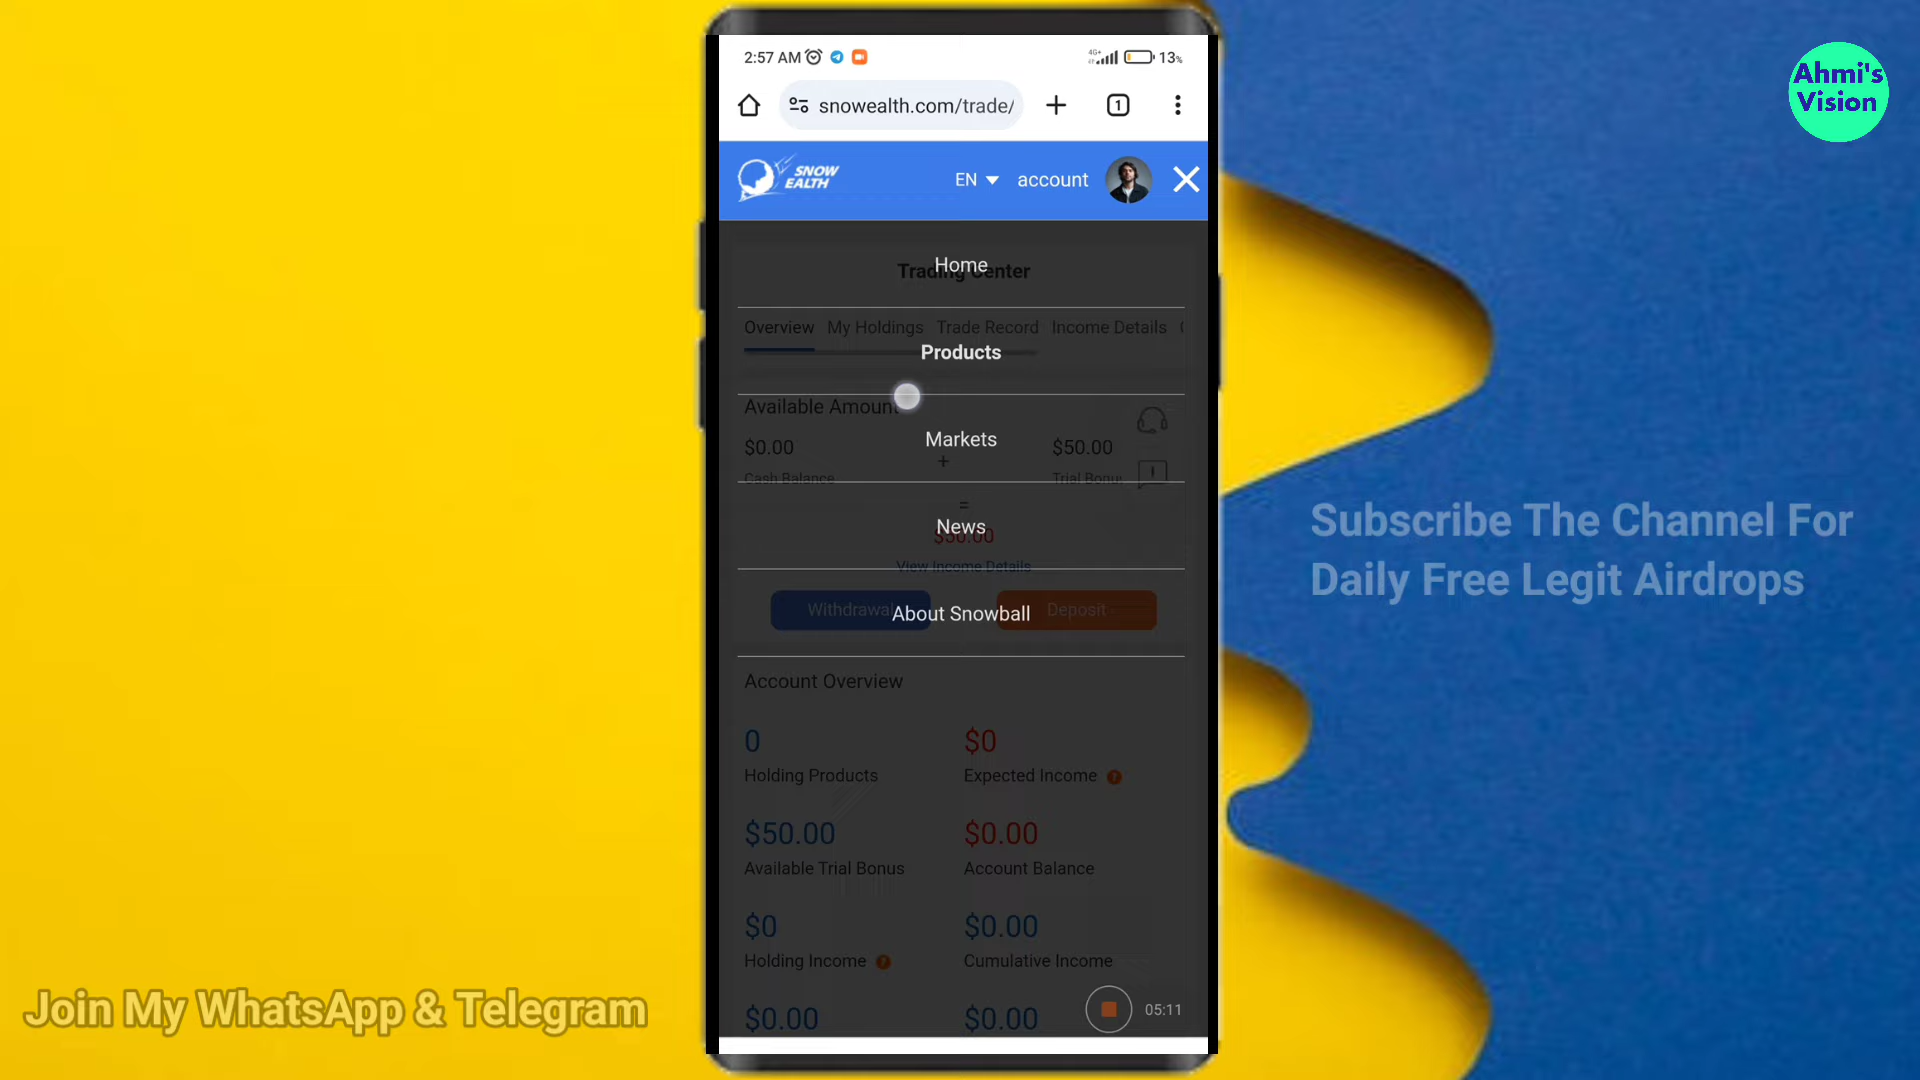 2:57 AM
4G+
13%
snowealth.com/trade/
1
SNOW
EALTH
EN
account
Home
Trading Center
Overview
My Holdings
Trade Record
Income Details
Products
Available Amount
Markets
$0.00
+
$50.00
Cash Balance
Trial Bonus
=
News
$50.00
View Income Details
Withdrawal
About Snowball
Deposit
Account Overview
0
$0
Holding Products
Expected Income
?
$50.00
$0.00
Available Trial Bonus
Account Balance
$0
$0.00
Holding Income
?
Cumulative Income
$0.00
$0.00
05:11
Ahmi's
Vision
Subscribe The Channel For
Daily Free Legit Airdrops
Join My WhatsApp & Telegram